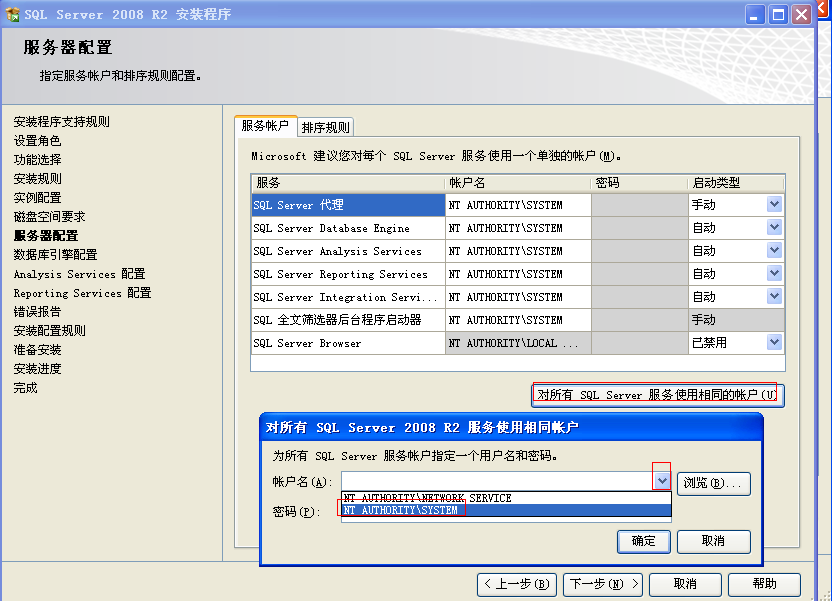 SQL Server 2008 R2 安装程序
服务器配置
指定服务帐户和排序规则配置。
安装程序支持规则
设置角色
功能选择
安装规则
实例配置
磁盘空间要求
服务器配置
数据库引擎配置
Analysis Services 配置
Reporting Services 配置
错误报告
安装配置规则
准备安装
安装进度
完成
服务帐户 排序规则
Microsoft 建议您对每个 SQL Server 服务使用一个单独的帐户(M)。
服务 帐户名 密码 启动类型
SQL Server 代理 NT AUTHORITY\SYSTEM 手动
SQL Server Database Engine NT AUTHORITY\SYSTEM 自动
SQL Server Analysis Services NT AUTHORITY\SYSTEM 自动
SQL Server Reporting Services NT AUTHORITY\SYSTEM 自动
SQL Server Integration Servi... NT AUTHORITY\SYSTEM 自动
SQL 全文筛选器后台程序启动器 NT AUTHORITY\SYSTEM 手动
SQL Server Browser NT AUTHORITY\LOCAL ... 已禁用
对所有 SQL Server 服务使用相同的帐户(U)
对所有 SQL Server 2008 R2 服务使用相同帐户
为所有 SQL Server 服务帐户指定一个用户名和密码。
帐户名(A): 浏览(B)...
NT AUTHORITY\NETWORK SERVICE
密码(P): NT AUTHORITY\SYSTEM
确定 取消
< 上一步(B) 下一步(N) > 取消 帮助